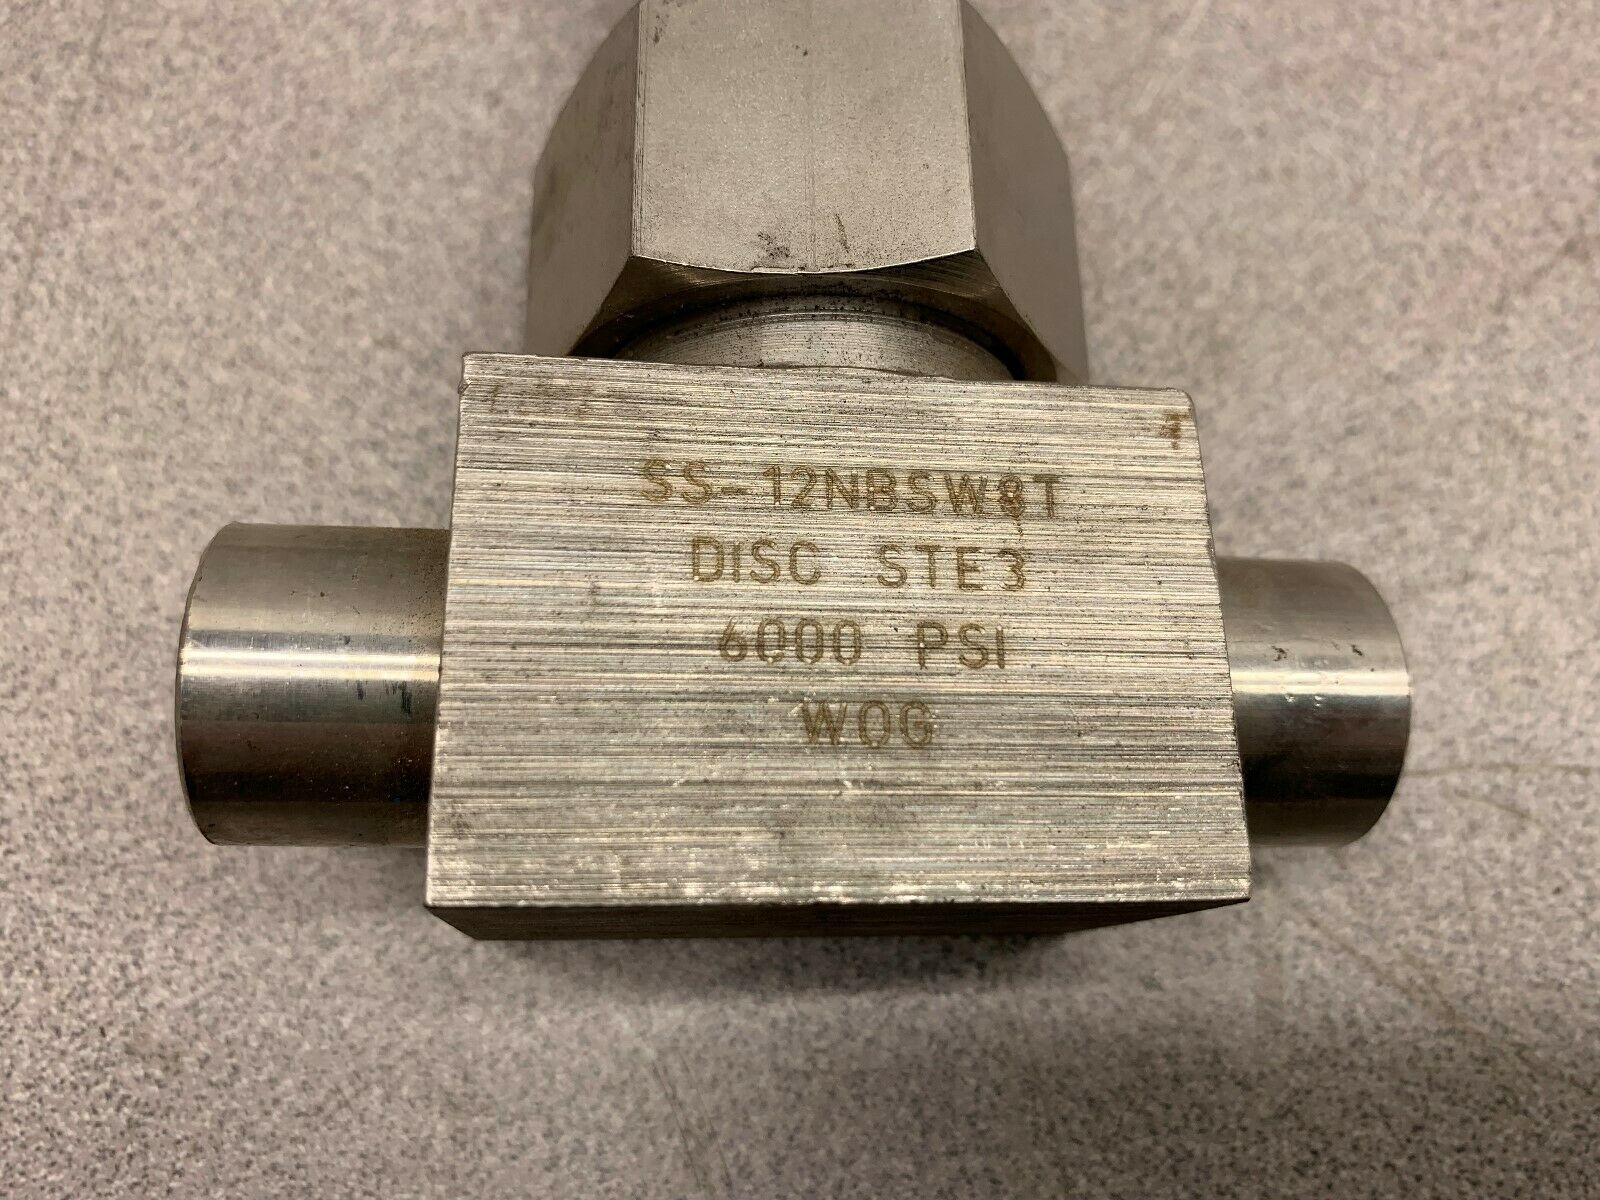 SS-12NBSW8T
DISC STE3
6000 PSI
WOG